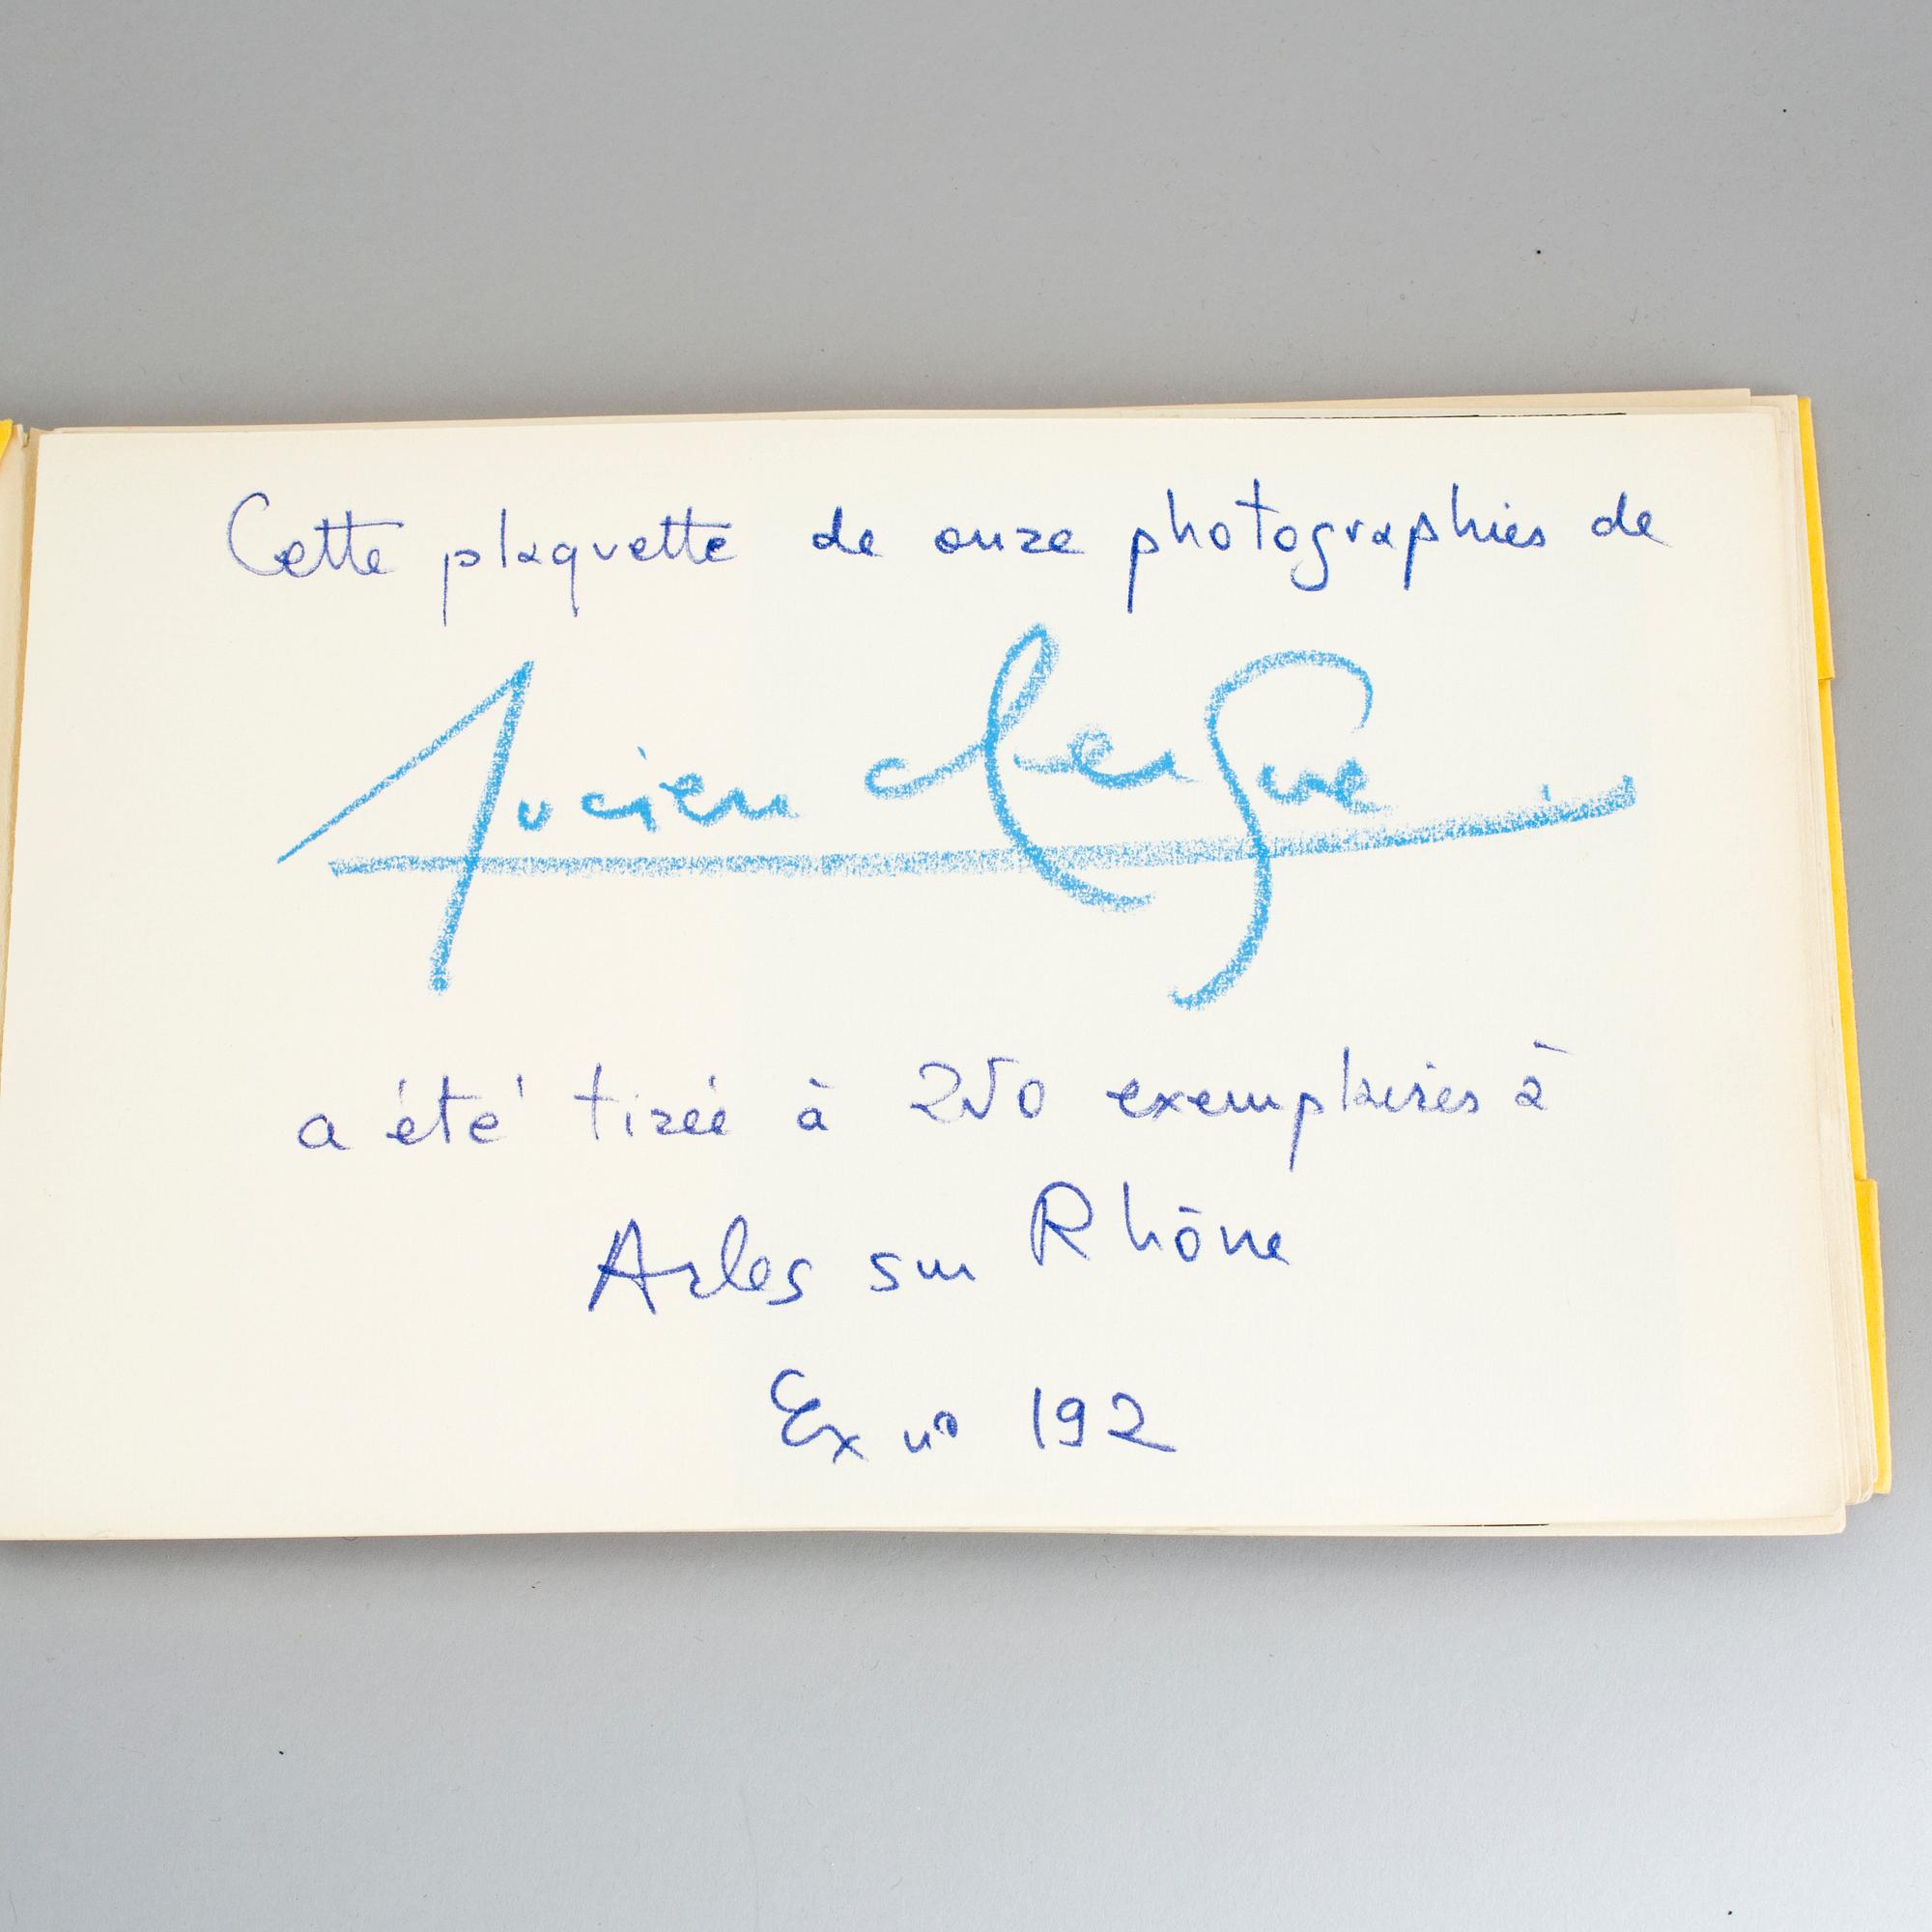 Cette plaquette de onze photographies de
Lucien Clergue
a été tirée à 250 exemplaires à
Arles sur Rhône
Ex nº 192